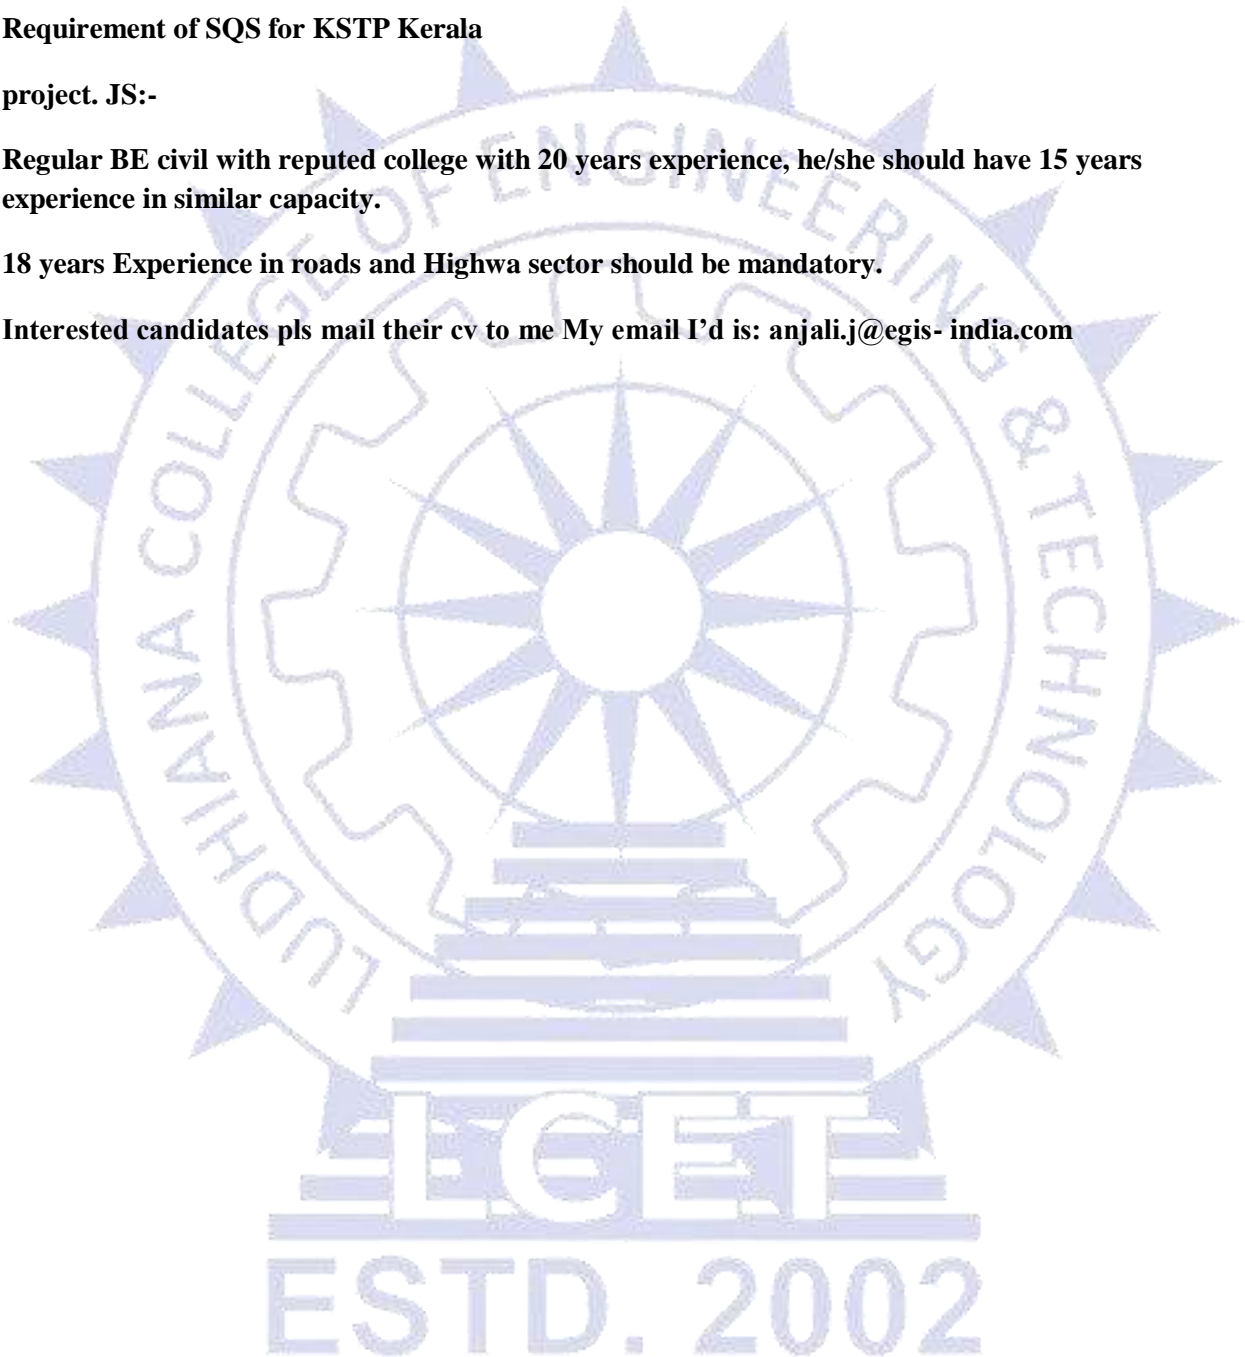 Requirement of SQS for KSTP Kerala
project. JS:-
Regular BE civil with reputed college with 20 years experience, he/she should have 15 years
experience in similar capacity.
18 years Experience in roads and Highwa sector should be mandatory.
Interested candidates pls mail their cv to me My email I’d is: anjali.j@egis- india.com
LUDHIANA COLLEGE OF ENGINEERING & TECHNOLOGY
LCET
ESTD. 2002